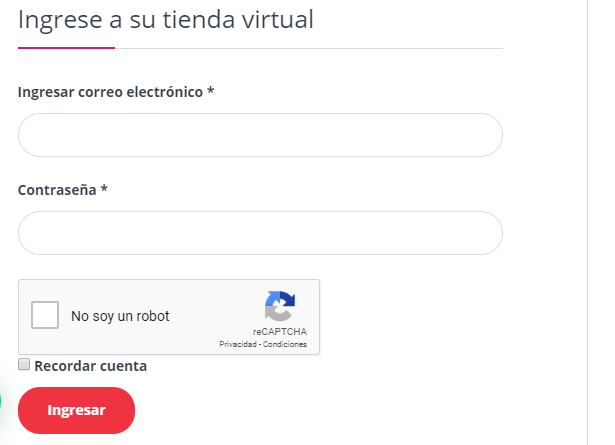 Ingrese a su tienda virtual
Ingresar correo electrónico *
Contraseña *
No soy un robot
reCAPTCHA
Privacidad - Condiciones
Recordar cuenta
Ingresar